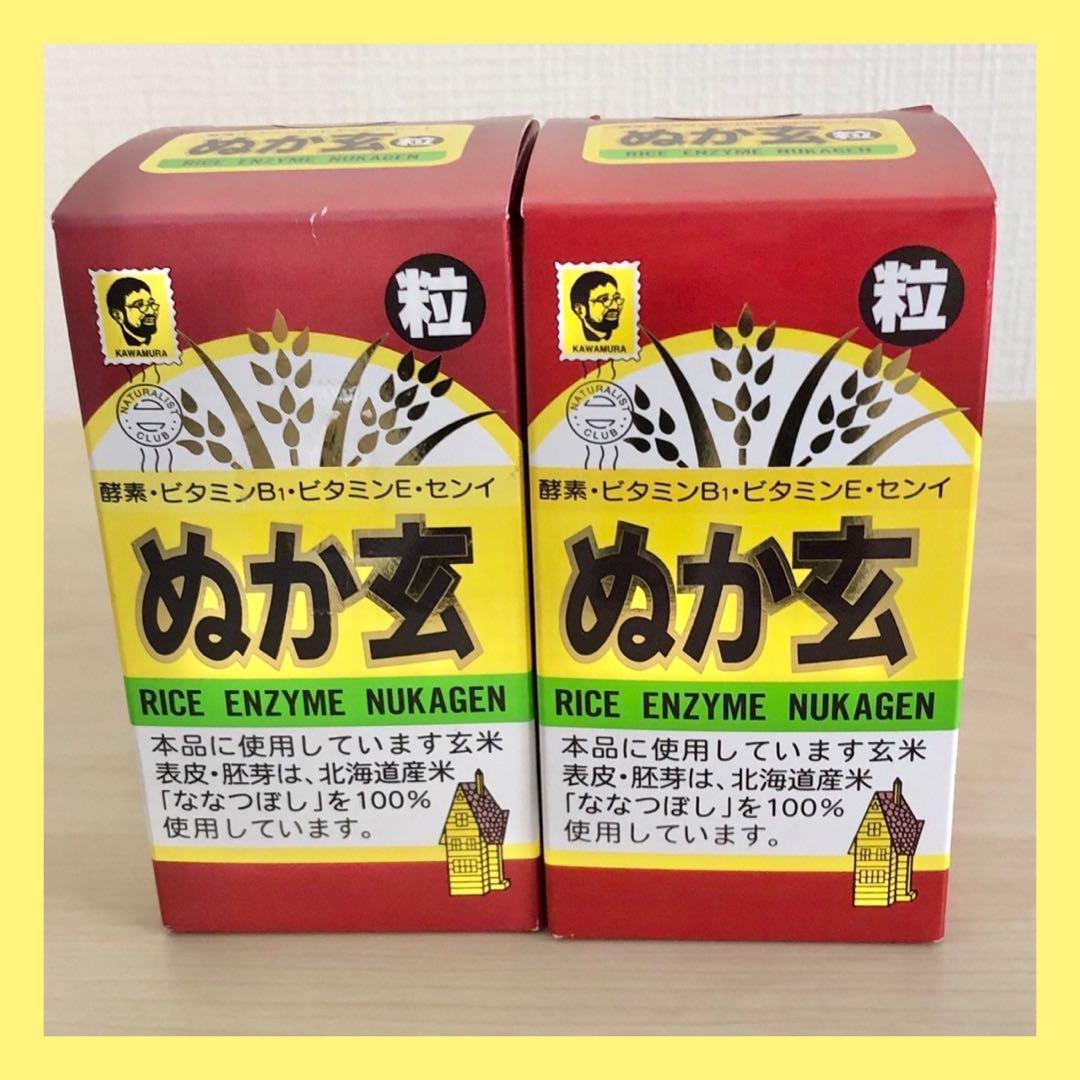 ぬか玄 粒
RICE ENZYME NUKAGEN
粒
KAWAMURA
NATURALIST
CLUB
酵素・ビタミンB1・ビタミンE・センイ
ぬか玄
RICE ENZYME NUKAGEN
本品に使用しています玄米
表皮・胚芽は、北海道産米
「ななつぼし」を100%
使用しています。
ぬか玄 粒
RICE ENZYME NUKAGEN
粒
KAWAMURA
NATURALIST
CLUB
酵素・ビタミンB1・ビタミンE・センイ
ぬか玄
RICE ENZYME NUKAGEN
本品に使用しています玄米
表皮・胚芽は、北海道産米
「ななつぼし」を100%
使用しています。